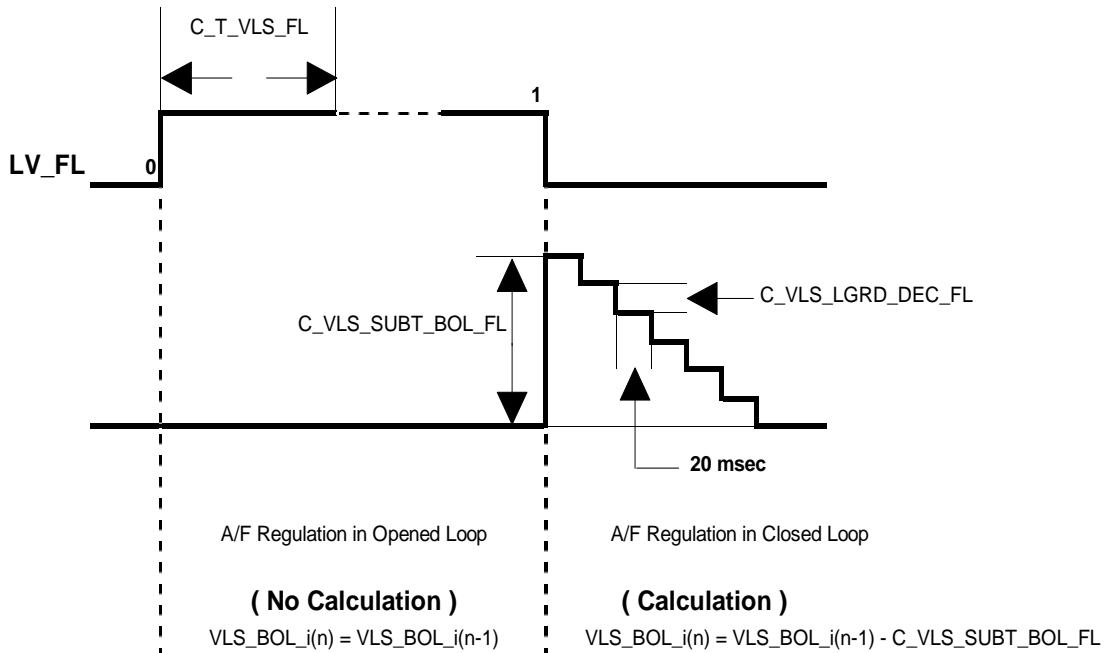 C_T_VLS_FL
1
LV_FL
0
C_VLS_LGRD_DEC_FL
C_VLS_SUBT_BOL_FL
20 msec
A/F Regulation in Opened Loop
A/F Regulation in Closed Loop
( No Calculation )
( Calculation )
VLS_BOL_i(n) = VLS_BOL_i(n-1)
VLS_BOL_i(n) = VLS_BOL_i(n-1) - C_VLS_SUBT_BOL_FL